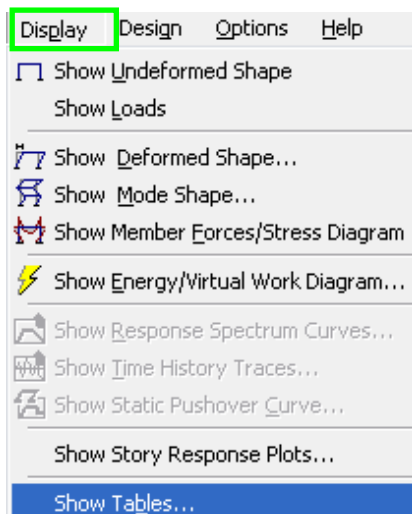 Display Design Options Help
Show Undeformed Shape
Show Loads
Show Deformed Shape...
Show Mode Shape...
Show Member Forces/Stress Diagram
Show Energy/Virtual Work Diagram...
Show Response Spectrum Curves...
Show Time History Traces...
Show Static Pushover Curve...
Show Story Response Plots...
Show Tables...